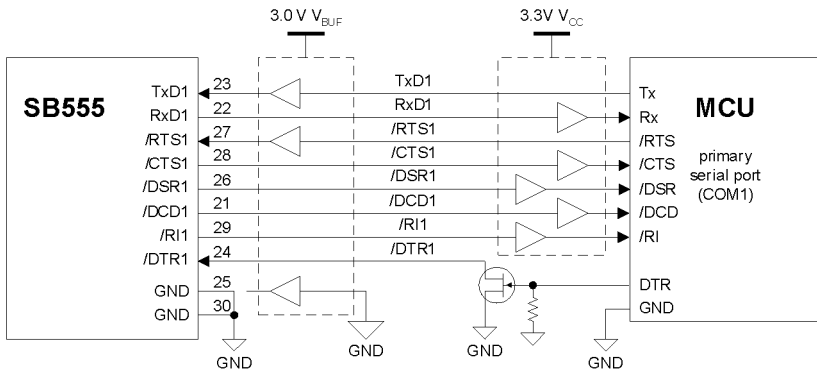 3.0 V VBUF
3.3V VCC
SB555
TxD1 23 TxD1 Tx
RxD1 22 RxD1 Rx
/RTS1 27 /RTS1 /RTS
/CTS1 28 /CTS1 /CTS
/DSR1 26 /DSR1 /DSR
/DCD1 21 /DCD1 /DCD
/RI1 29 /RI1 /RI
/DTR1 24 /DTR1
GND 25 DTR
GND 30 GND
MCU
primary
serial port
(COM1)
GND GND GND GND